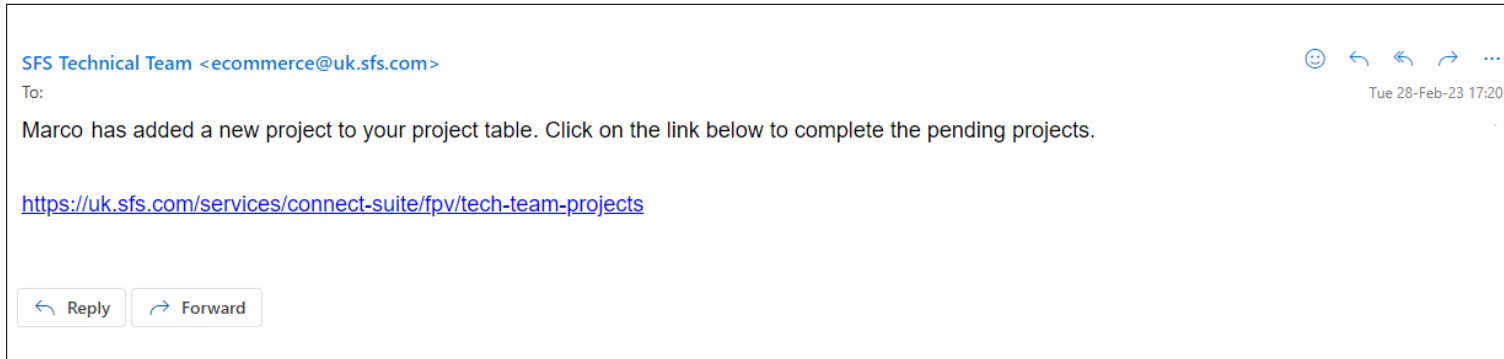 SFS Technical Team <ecommerce@uk.sfs.com>
To:
Tue 28-Feb-23 17:20
Marco has added a new project to your project table. Click on the link below to complete the pending projects.
https://uk.sfs.com/services/connect-suite/fpv/tech-team-projects
Reply Forward